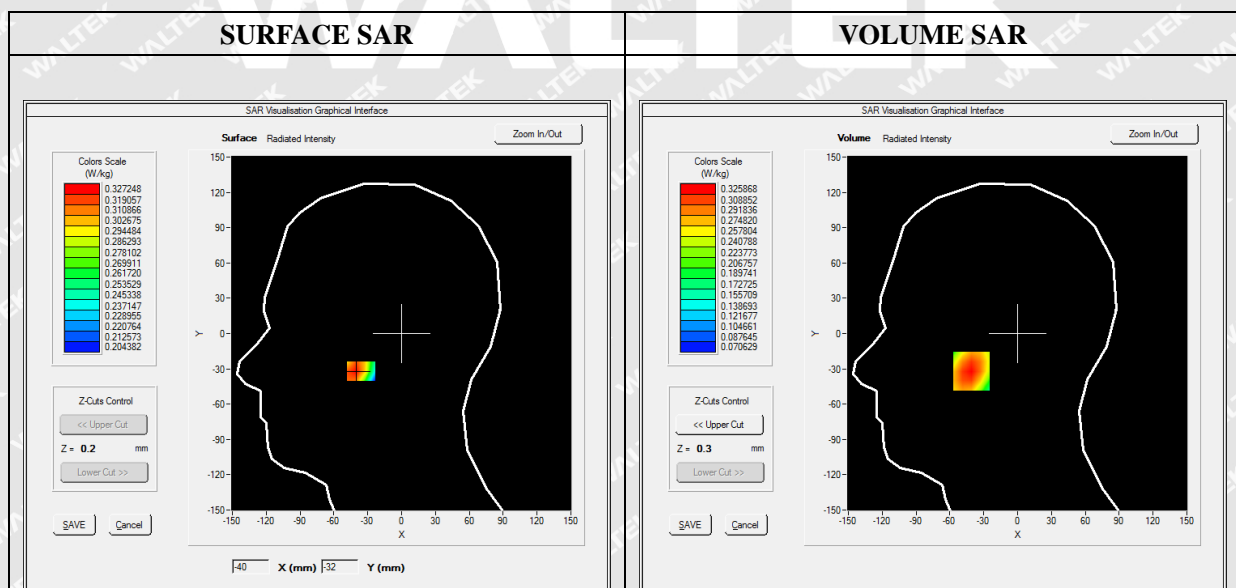 WALTEK
SURFACE SAR
VOLUME SAR
SAR Visualisation Graphical Interface
Surface Radiated Intensity
Zoom In/Out
Colors Scale
(W/kg)
0.327248
0.319057
0.310866
0.302675
0.294484
0.286293
0.278102
0.269911
0.261720
0.253529
0.245338
0.237147
0.228955
0.220764
0.212573
0.204382
Z-Cuts Control
<< Upper Cut
Z = 0.2 mm
Lower Cut >>
SAVE Cancel
150
120
90
60
30
0
-30
-60
-90
-120
-150
Y
-150 -120 -90 -60 -30 0 30 60 90 120 150
X
-40 X (mm) -32 Y (mm)
SAR Visualisation Graphical Interface
Volume Radiated Intensity
Zoom In/Out
Colors Scale
(W/kg)
0.325868
0.308852
0.291836
0.274820
0.257804
0.240788
0.223773
0.206757
0.189741
0.172725
0.155709
0.138693
0.121677
0.104661
0.087645
0.070629
Z-Cuts Control
<< Upper Cut
Z = 0.3 mm
Lower Cut >>
SAVE Cancel
150
120
90
60
30
0
-30
-60
-90
-120
-150
Y
-150 -120 -90 -60 -30 0 30 60 90 120 150
X